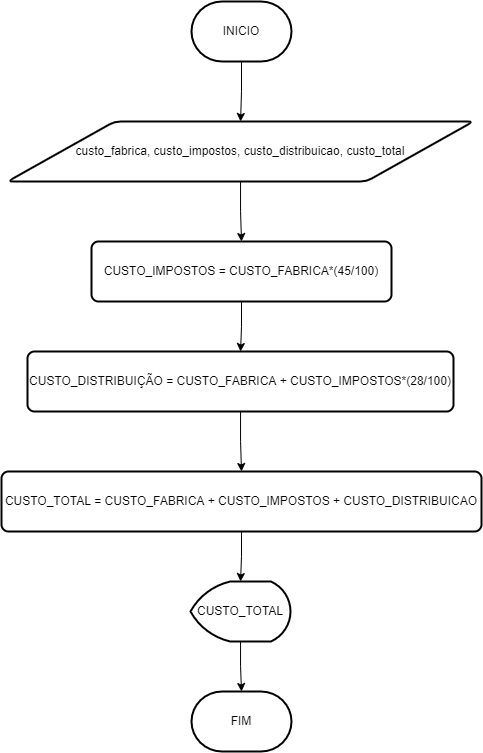 INICIO
custo_fabrica, custo_impostos, custo_distribuicao, custo_total
CUSTO_IMPOSTOS = CUSTO_FABRICA*(45/100)
CUSTO_DISTRIBUIÇÃO = CUSTO_FABRICA + CUSTO_IMPOSTOS*(28/100)
CUSTO_TOTAL = CUSTO_FABRICA + CUSTO_IMPOSTOS + CUSTO_DISTRIBUICAO
CUSTO_TOTAL
FIM